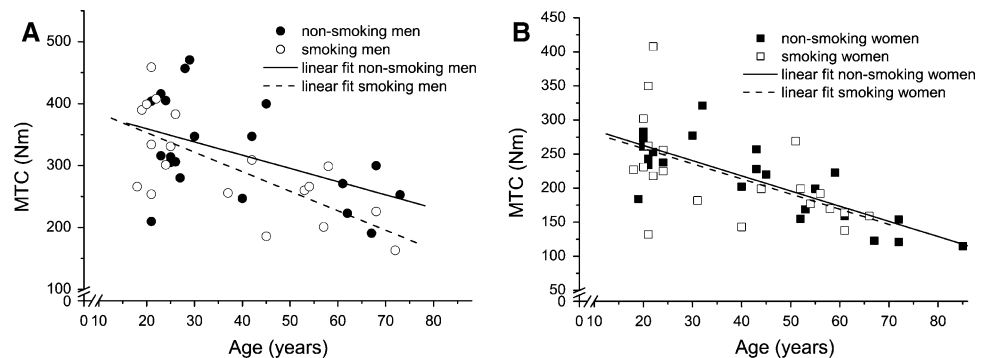 A
non-smoking men
smoking men
linear fit non-smoking men
linear fit smoking men
MTC (Nm)
500
400
300
200
100
0
0 10 20 30 40 50 60 70 80
Age (years)
B
non-smoking women
smoking women
linear fit non-smoking women
linear fit smoking women
MTC (Nm)
450
400
350
300
250
200
150
100
50
0
0 10 20 30 40 50 60 70 80
Age (years)